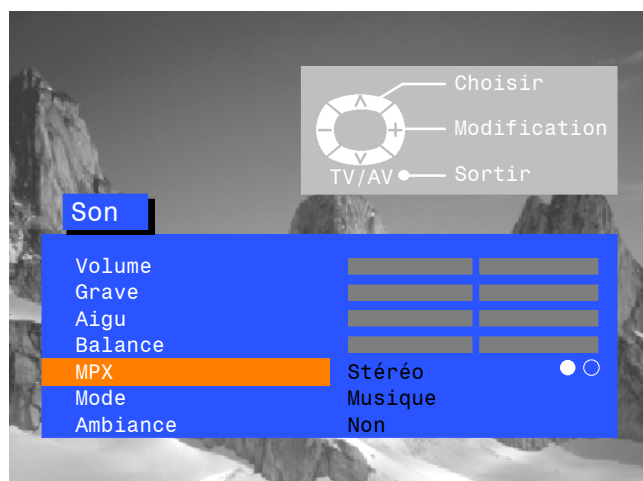 Choisir
Modification
TV/AV Sortir
Son
Volume
Grave
Aigu
Balance
MPX Stéréo
Mode Musique
Ambiance Non